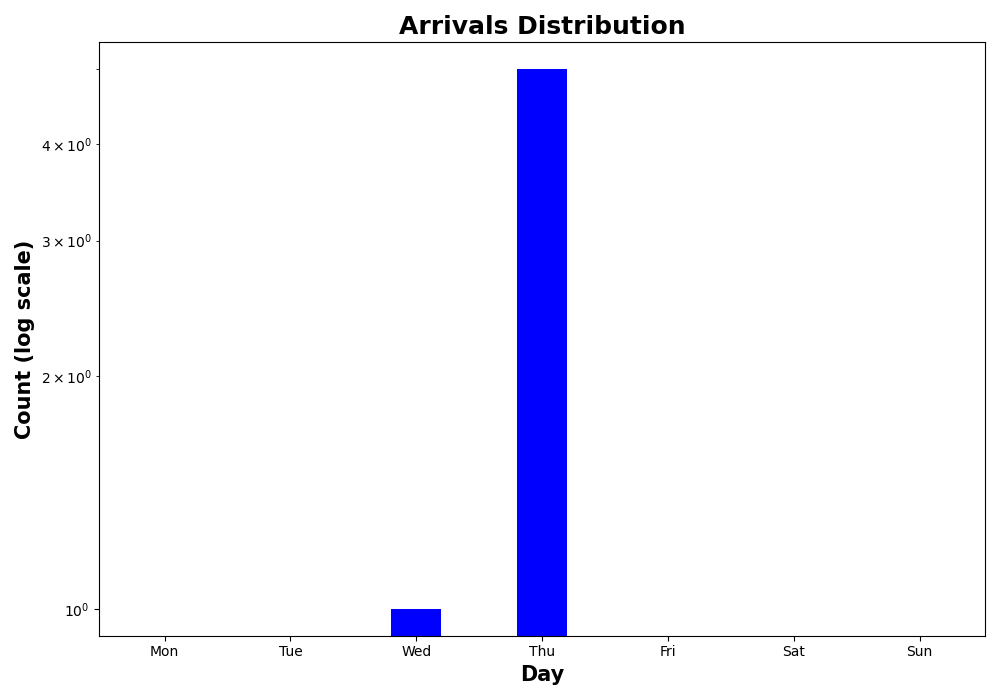 Arrivals Distribution
4 × 10⁰
3 × 10⁰
2 × 10⁰
10⁰
Count (log scale)
Mon Tue Wed Thu Fri Sat Sun
Day